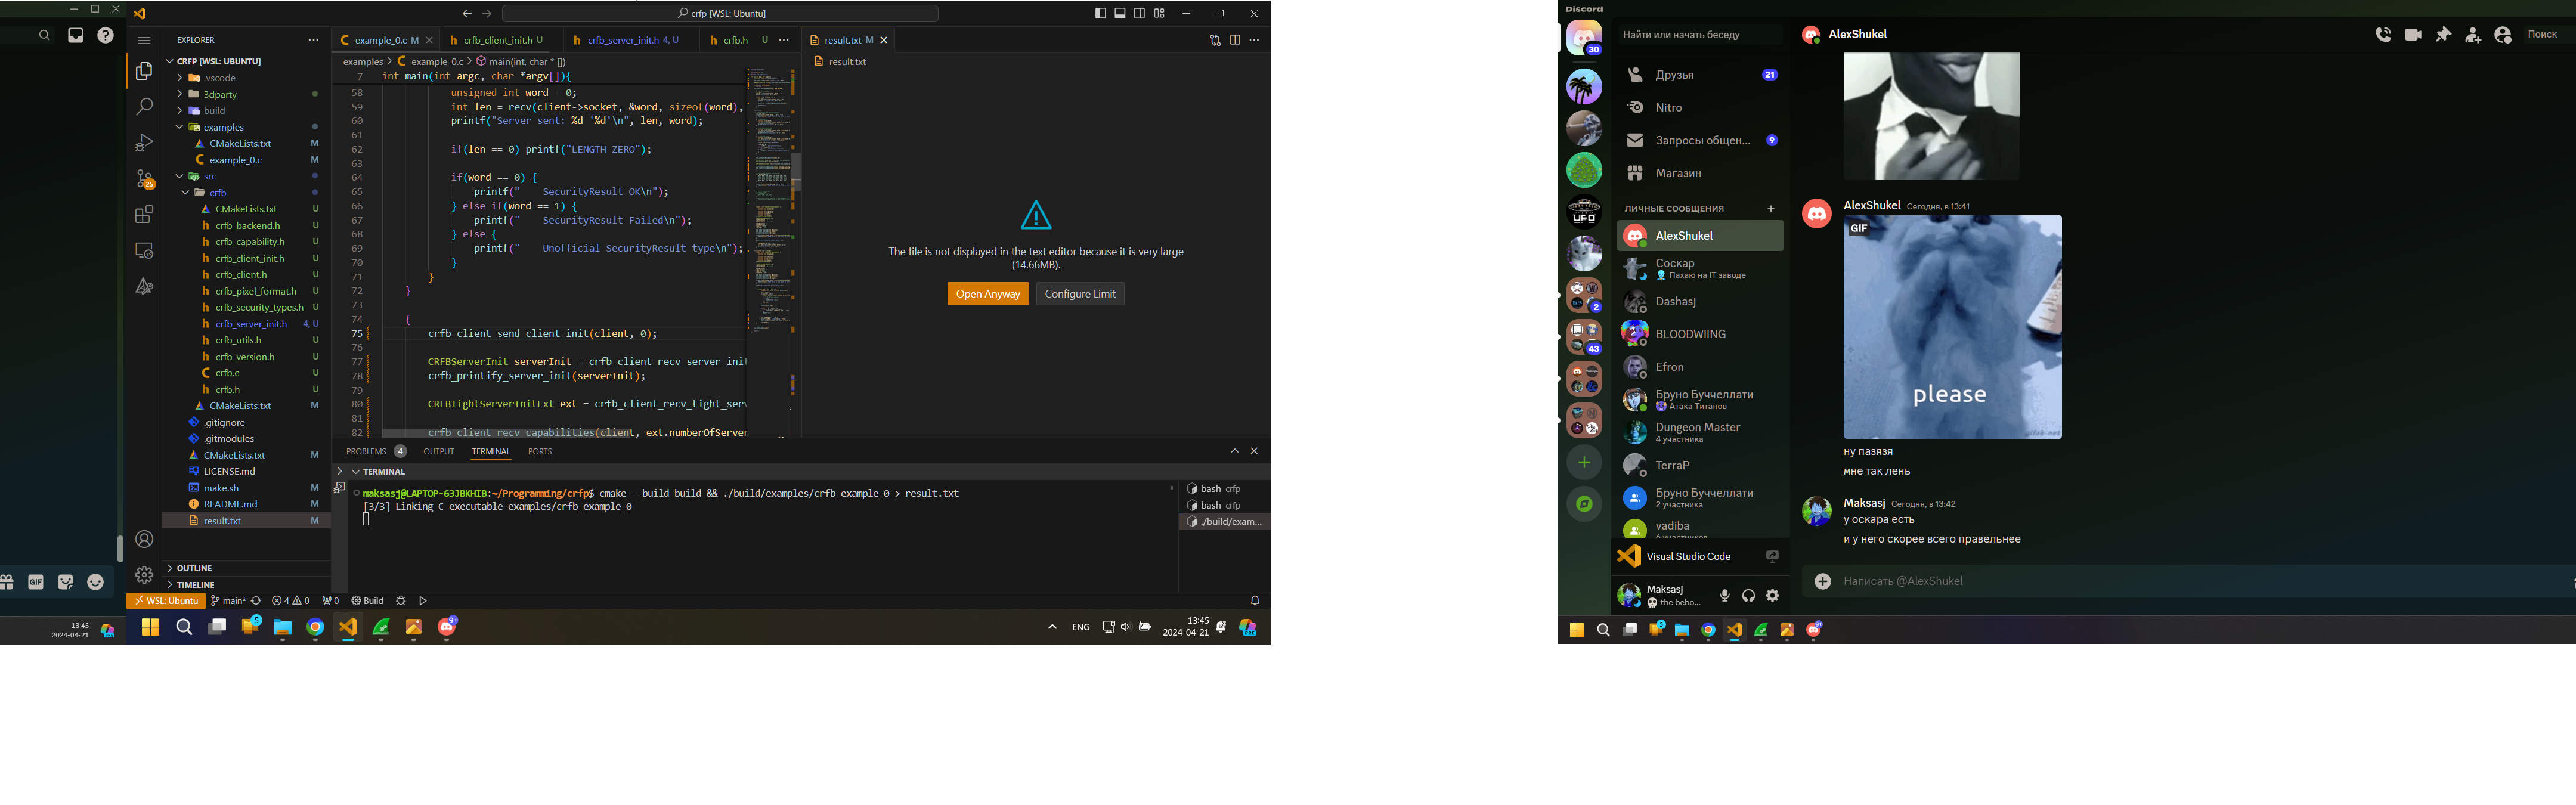 crfp [WSL: Ubuntu]
EXPLORER
CRFP [WSL: UBUNTU]
.vscode
3dparty
build
examples
CMakeLists.txt M
example_0.c M
src
crfb
CMakeLists.txt U
crfb_backend.h U
crfb_capability.h U
crfb_client_init.h U
crfb_client.h U
crfb_pixel_format.h U
crfb_security_types.h U
crfb_server_init.h 4, U
crfb_utils.h U
crfb_version.h U
crfb.c U
crfb.h U
CMakeLists.txt M
.gitignore
.gitmodules
CMakeLists.txt M
LICENSE.md
make.sh M
README.md M
result.txt M
OUTLINE
TIMELINE
25
example_0.c M
crfb_client_init.h U
crfb_server_init.h 4, U
crfb.h U
examples > example_0.c > main(int, char * [])
7 int main(int argc, char *argv[]){
58 unsigned int word = 0;
59 int len = recv(client->socket, &word, sizeof(word),
60 printf("Server sent: %d '%d'\n", len, word);
61
62 if(len == 0) printf("LENGTH ZERO");
63
64 if(word == 0) {
65 printf("    SecurityResult OK\n");
66 } else if(word == 1) {
67 printf("    SecurityResult Failed\n");
68 } else {
69 printf("    Unofficial SecurityResult type\n");
70 }
71 }
72 }
73
74 {
75 crfb_client_send_client_init(client, 0);
76
77 CRFBServerInit serverInit = crfb_client_recv_server_init
78 crfb_printify_server_init(serverInit);
79
80 CRFBTightServerInitExt ext = crfb_client_recv_tight_serv
81
82 crfb_client_recv_capabilities(client, ext.numberOfServer
result.txt M
result.txt
The file is not displayed in the text editor because it is very large
(14.66MB).
Open Anyway
Configure Limit
PROBLEMS 4 OUTPUT TERMINAL PORTS
TERMINAL
maksasj@LAPTOP-63JBKHIB:~/Programming/crfp$ cmake --build build && ./build/examples/crfb_example_0 > result.txt
[3/3] Linking C executable examples/crfb_example_0
bash crfp
bash crfp
./build/exam...
WSL: Ubuntu main* 4 0 0 Build
GIF
13:45
2024-04-21
5
9+
ENG
13:45
2024-04-21
Discord
30
UFO
2
43
Найти или начать беседу
Друзья 21
Nitro
Запросы общен... 9
Магазин
ЛИЧНЫЕ СООБЩЕНИЯ
AlexShukel
Соскар
Пахаю на IT заводе
Dashasj
BLOODWIING
Efron
Бруно Буччеллати
Атака Титанов
Dungeon Master
4 участника
TerraP
Бруно Буччеллати
2 участника
vadiba
Visual Studio Code
Maksasj
the bebo...
AlexShukel
Поиск
AlexShukel Сегодня, в 13:41
GIF
please
ну пазязя
мне так лень
Maksasj Сегодня, в 13:42
у оскара есть
и у него скорее всего правельнее
Написать @AlexShukel
5
9+